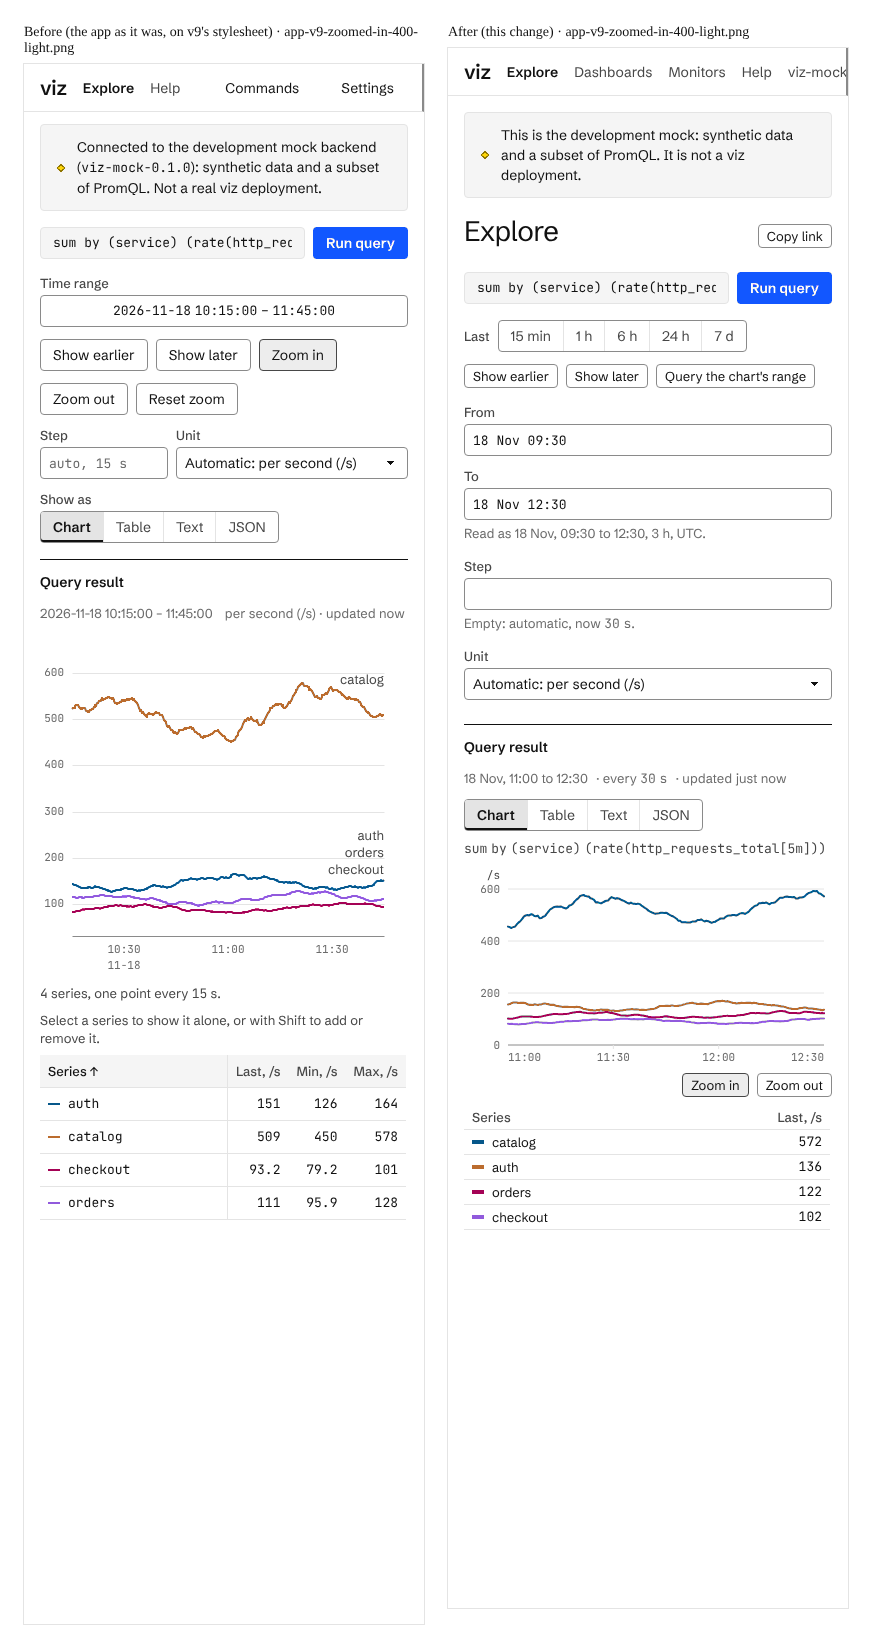 Before (the app as it was, on v9's stylesheet) · app-v9-zoomed-in-400-
light.png
viz Explore Help Commands Settings
Connected to the development mock backend
(viz-mock-0.1.0): synthetic data and a subset
of PromQL. Not a real viz deployment.
sum by (service) (rate(http_req
Run query
Time range
2026-11-18 10:15:00 – 11:45:00
Show earlier Show later Zoom in
Zoom out Reset zoom
Step Unit
auto, 15 s Automatic: per second (/s)
Show as
Chart Table Text JSON
Query result
2026-11-18 10:15:00 – 11:45:00 per second (/s) · updated now
600
catalog
500
400
300
auth
orders
200
checkout
100
10:30 11:00 11:30
11-18
4 series, one point every 15 s.
Select a series to show it alone, or with Shift to add or
remove it.
Series ↑ Last, /s Min, /s Max, /s
auth 151 126 164
catalog 509 450 578
checkout 93.2 79.2 101
orders 111 95.9 128
After (this change) · app-v9-zoomed-in-400-light.png
viz Explore Dashboards Monitors Help viz-mock
This is the development mock: synthetic data
and a subset of PromQL. It is not a viz
deployment.
Explore
Copy link
sum by (service) (rate(http_rec
Run query
Last 15 min 1 h 6 h 24 h 7 d
Show earlier Show later Query the chart's range
From
18 Nov 09:30
To
18 Nov 12:30
Read as 18 Nov, 09:30 to 12:30, 3 h, UTC.
Step
Empty: automatic, now 30 s.
Unit
Automatic: per second (/s)
Query result
18 Nov, 11:00 to 12:30 · every 30 s · updated just now
Chart Table Text JSON
sum by (service) (rate(http_requests_total[5m]))
/s
600
400
200
0
11:00 11:30 12:00 12:30
Zoom in Zoom out
Series Last, /s
catalog 572
auth 136
orders 122
checkout 102